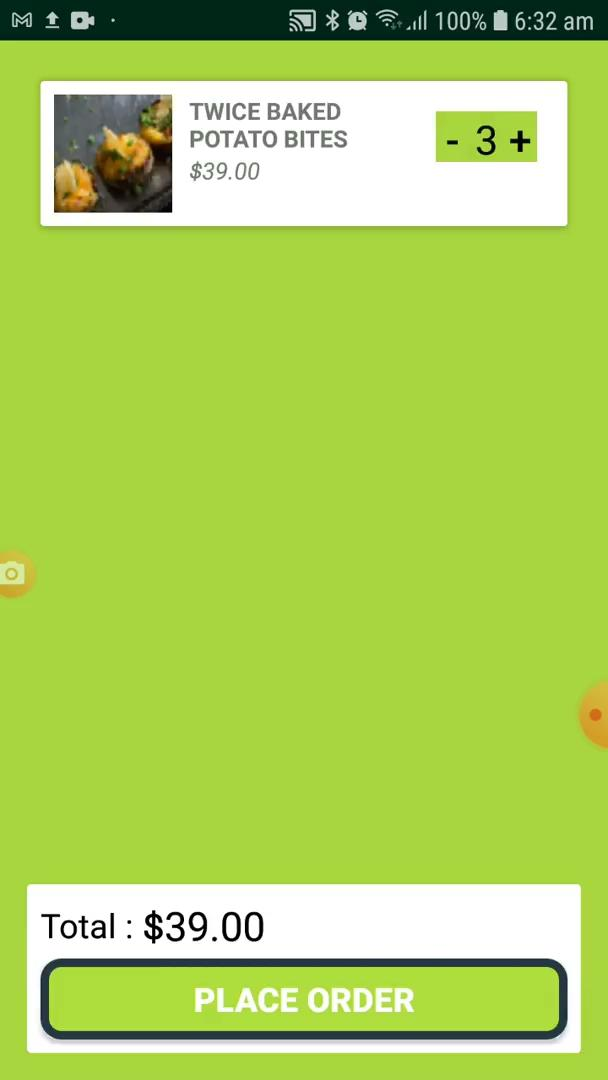 100% 6:32 am
TWICE BAKED
POTATO BITES
$39.00
- 3 +
Total : $39.00
PLACE ORDER